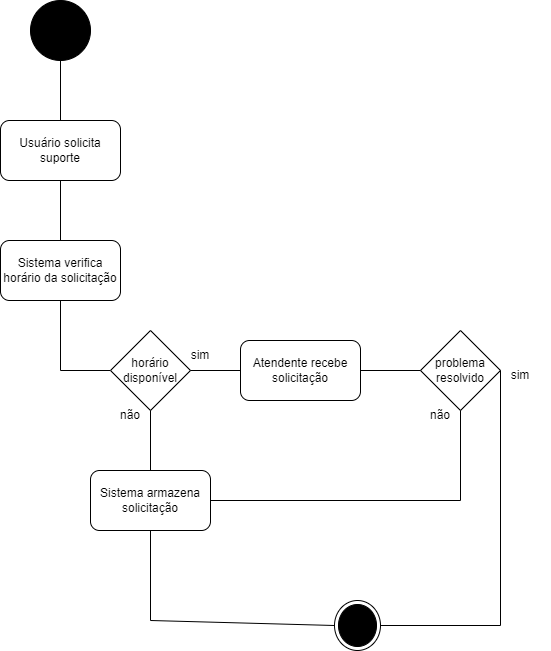 Usuário solicita
suporte
Sistema verifica
horário da solicitação
horário
disponível
sim
não
Atendente recebe
solicitação
problema
resolvido
sim
não
Sistema armazena
solicitação